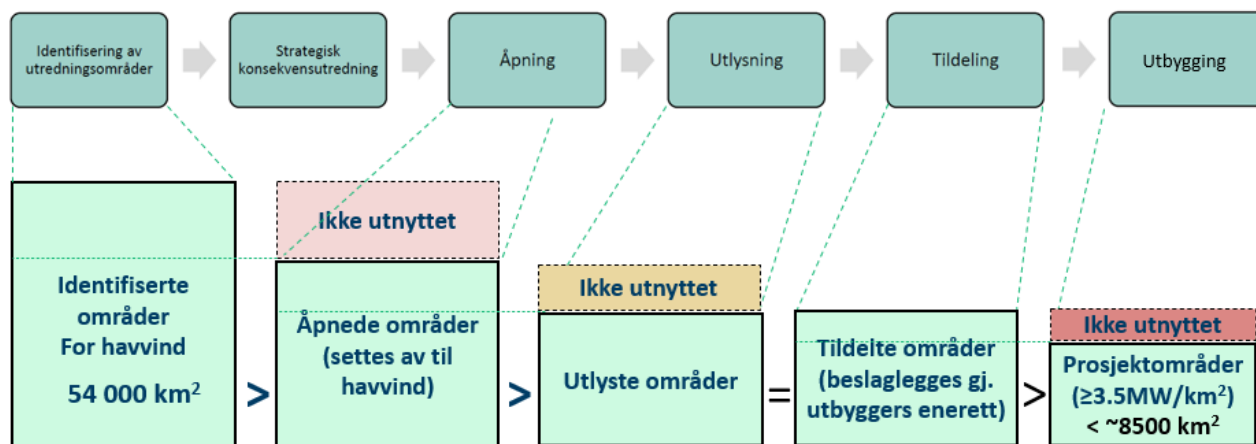 Identifisering av
utredningsområder
Strategisk
konsekvensutredning
Åpning
Utlysning
Tildeling
Utbygging
Identifiserte
områder
For havvind
54 000 km²
>
Ikke utnyttet
Åpnede områder
(settes av til
havvind)
>
Ikke utnyttet
Utlyste områder
=
Tildelte områder
(beslaglegges gj.
utbyggers enerett)
>
Ikke utnyttet
Prosjektområder
(≥3.5MW/km²)
< ~8500 km²